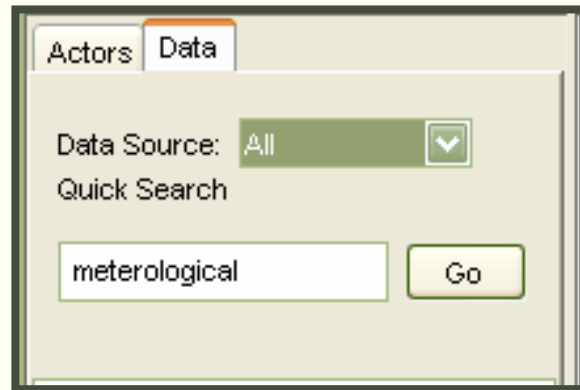 Actors Data
Data Source: All
Quick Search
meterological Go